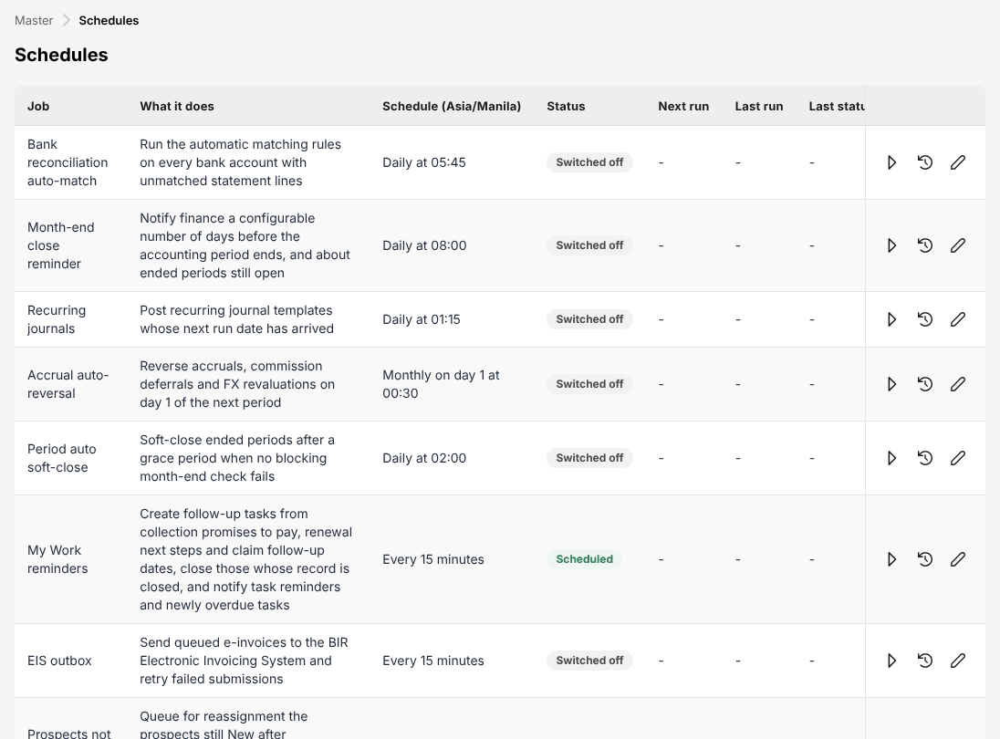 Master > Schedules
Schedules
Job What it does Schedule (Asia/Manila) Status Next run Last run Last statu
Bank reconciliation auto-match Run the automatic matching rules on every bank account with unmatched statement lines Daily at 05:45 Switched off - - -
Month-end close reminder Notify finance a configurable number of days before the accounting period ends, and about ended periods still open Daily at 08:00 Switched off - - -
Recurring journals Post recurring journal templates whose next run date has arrived Daily at 01:15 Switched off - - -
Accrual auto-reversal Reverse accruals, commission deferrals and FX revaluations on day 1 of the next period Monthly on day 1 at 00:30 Switched off - - -
Period auto soft-close Soft-close ended periods after a grace period when no blocking month-end check fails Daily at 02:00 Switched off - - -
My Work reminders Create follow-up tasks from collection promises to pay, renewal next steps and claim follow-up dates, close those whose record is closed, and notify task reminders and newly overdue tasks Every 15 minutes Scheduled - - -
EIS outbox Send queued e-invoices to the BIR Electronic Invoicing System and retry failed submissions Every 15 minutes Switched off - - -
Prospects not Queue for reassignment the prospects still New after